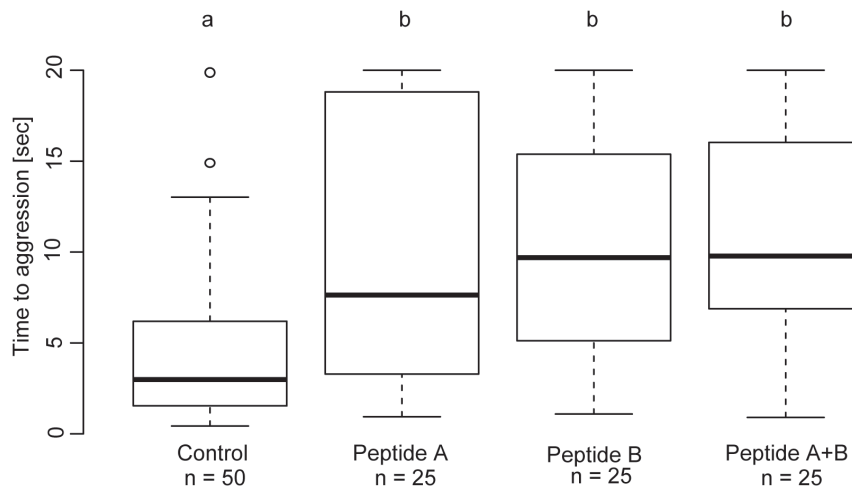 a b b b
Time to aggression [sec]
20
15
10
5
0
Control Peptide A Peptide B Peptide A+B
n = 50 n = 25 n = 25 n = 25